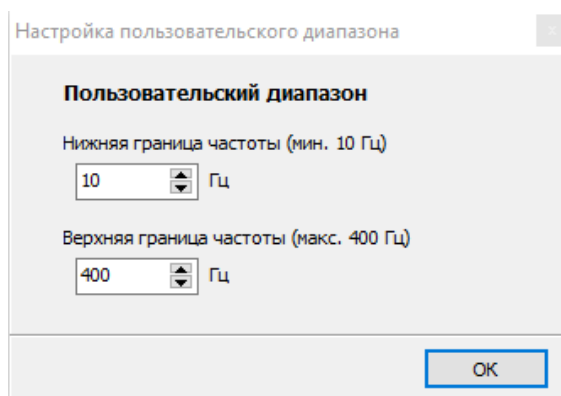 Настройка пользовательского диапазона
Пользовательский диапазон
Нижняя граница частоты (мин. 10 Гц)
10 Гц
Верхняя граница частоты (макс. 400 Гц)
400 Гц
ОК